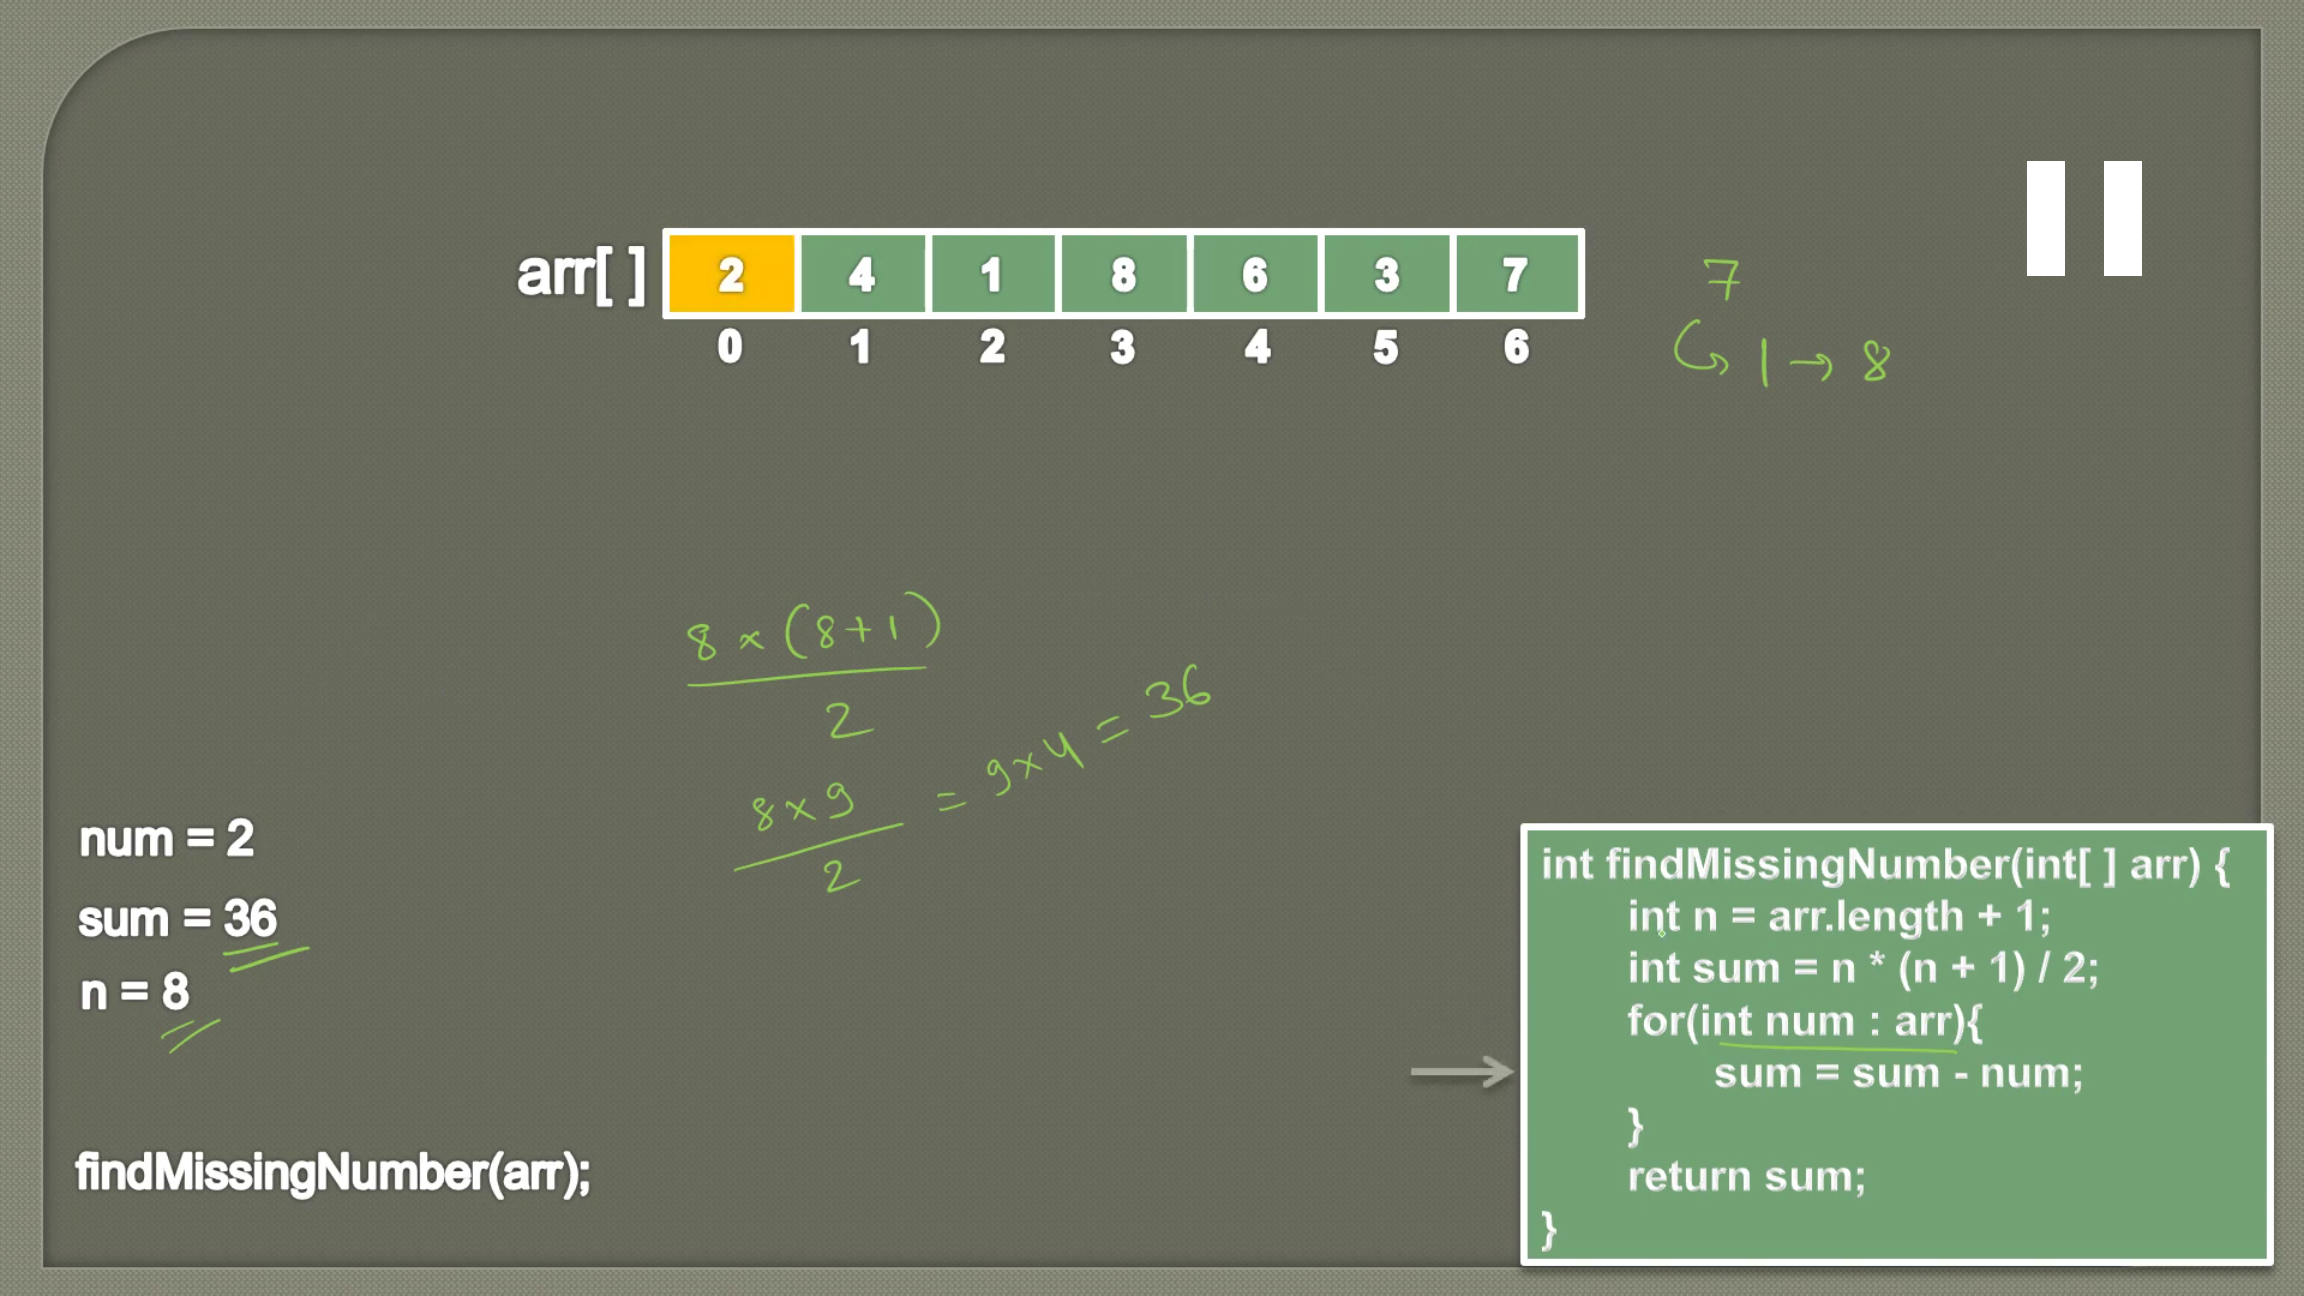 arr[ ] 2 4 1 8 6 3 7
0 1 2 3 4 5 6
7
1 → 8
8 × (8+1)
2
8 × 9
2
= 9×4 = 36
num = 2
sum = 36
n = 8
findMissingNumber(arr);
int findMissingNumber(int[ ] arr) {
int n = arr.length + 1;
int sum = n * (n + 1) / 2;
for(int num : arr){
sum = sum - num;
}
return sum;
}